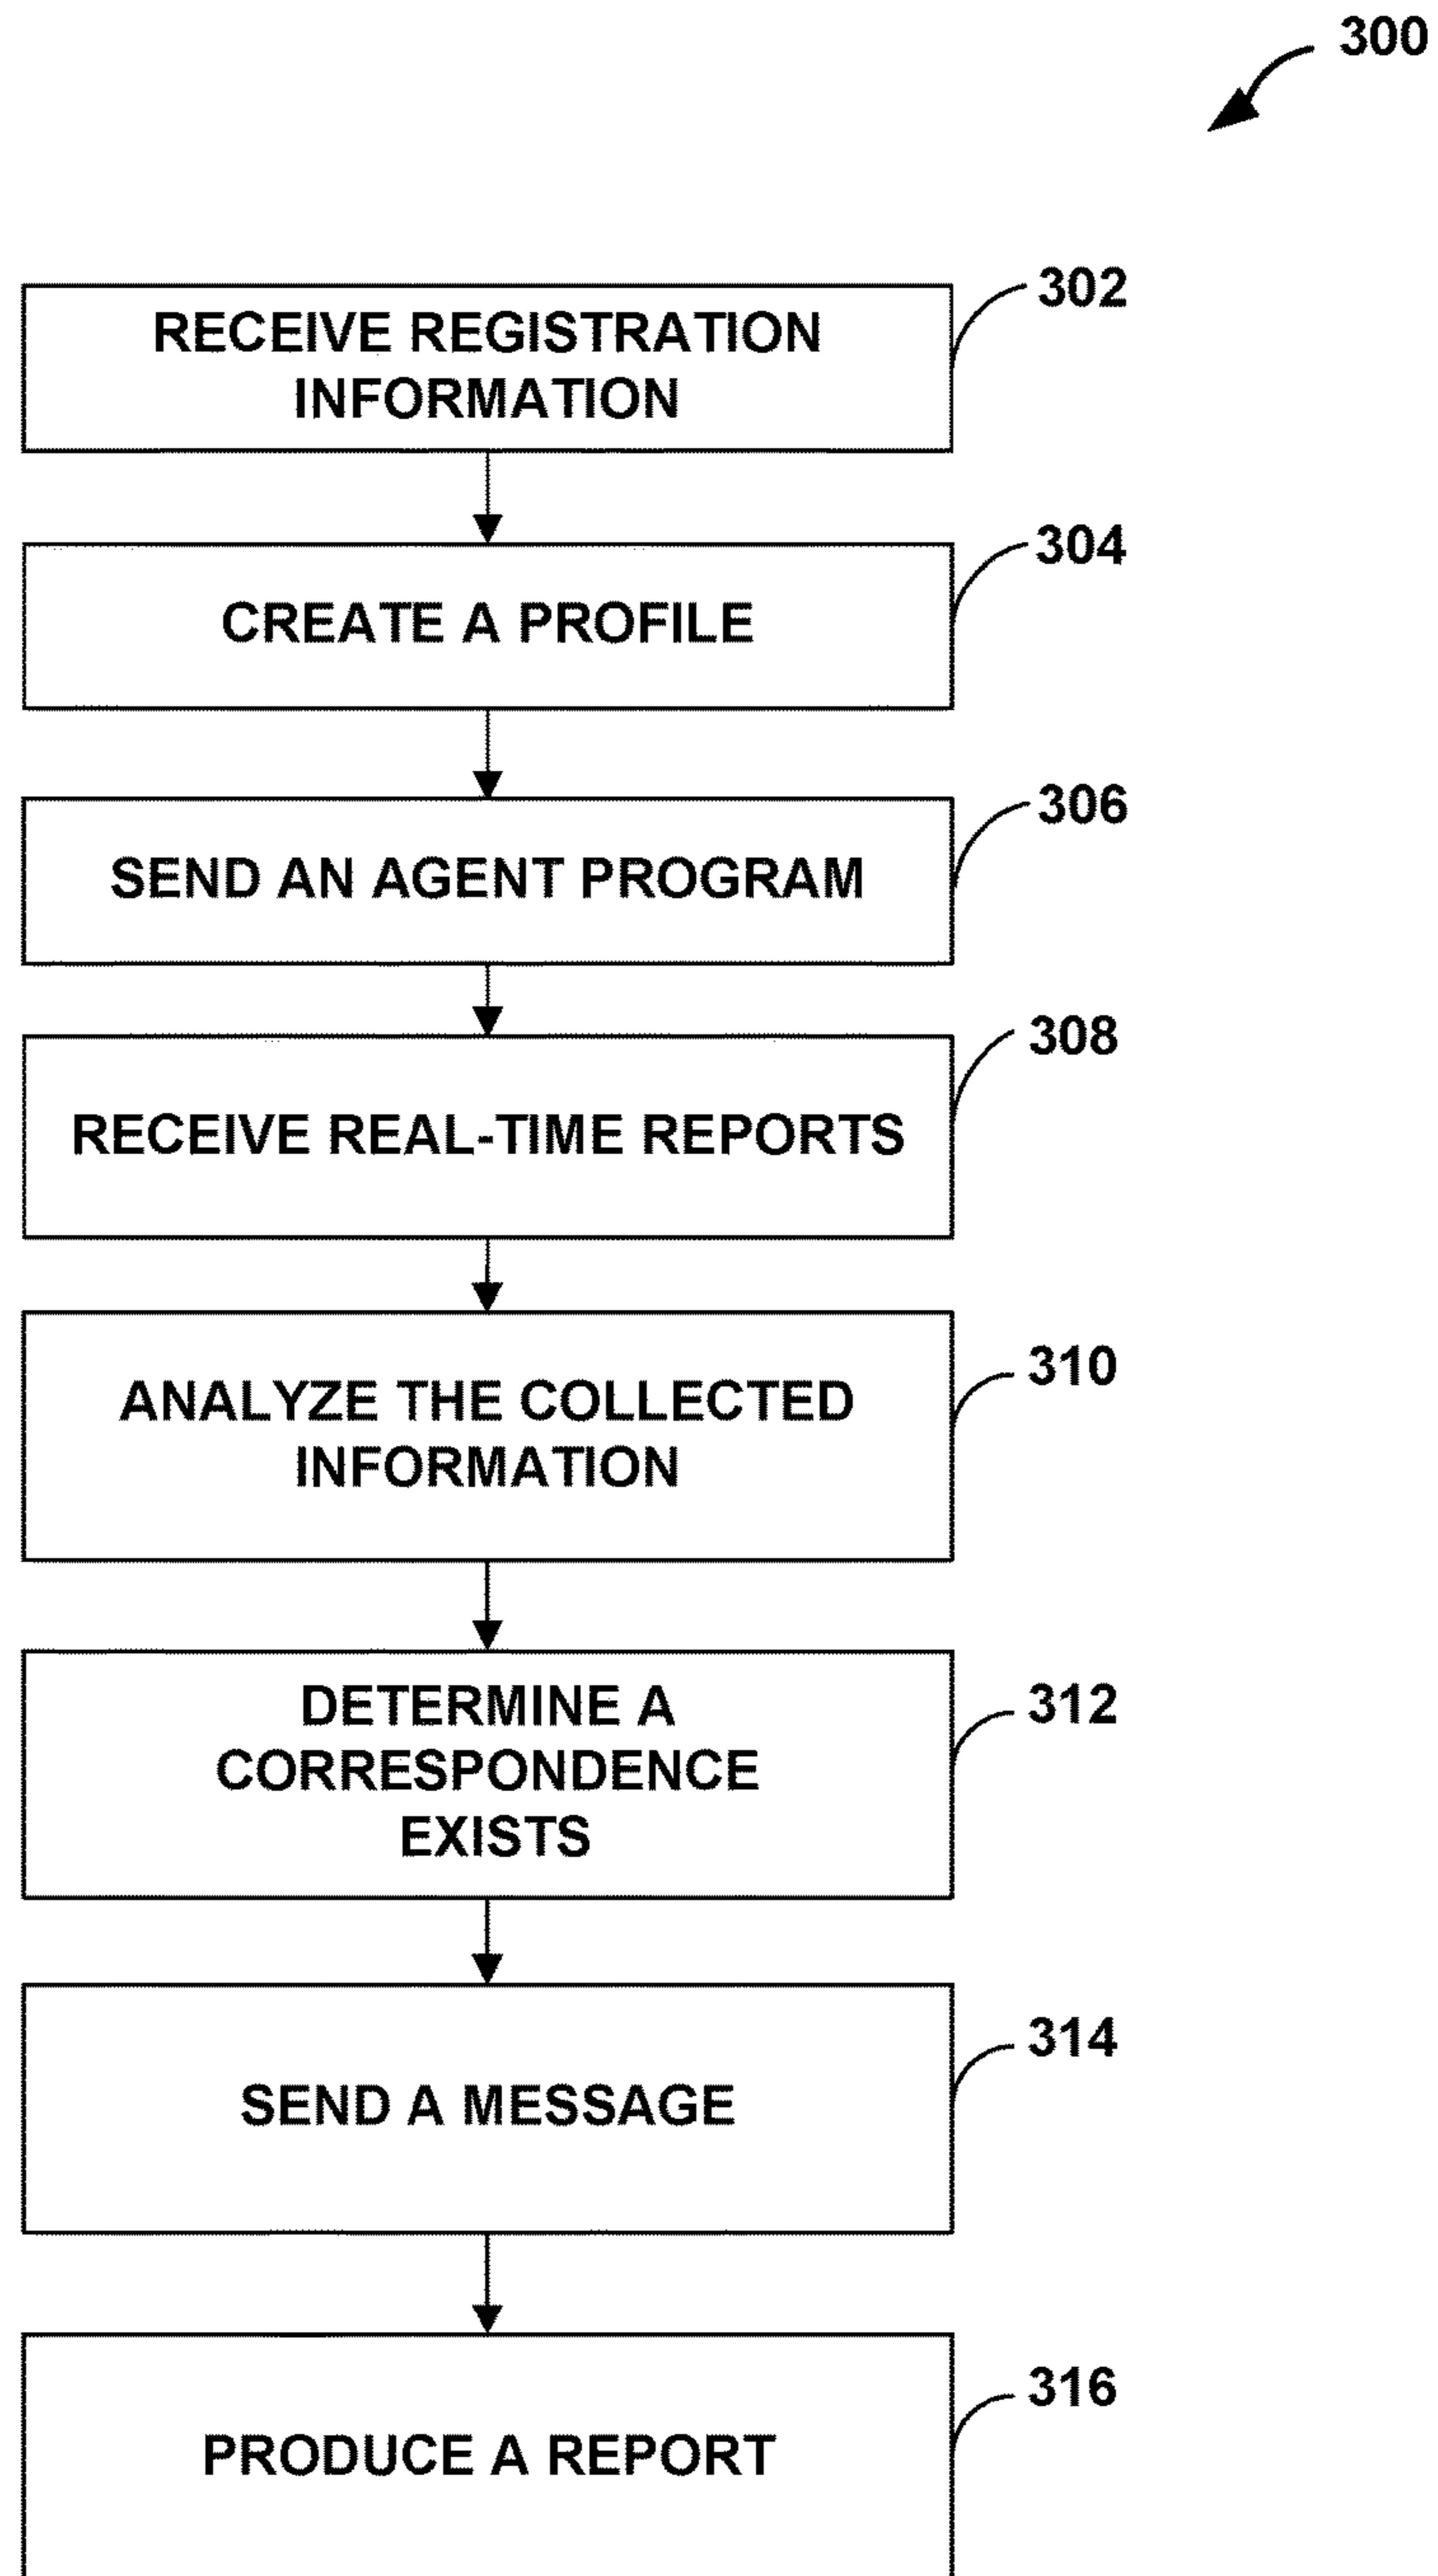 300
302
RECEIVE REGISTRATION
INFORMATION
304
CREATE A PROFILE
306
SEND AN AGENT PROGRAM
308
RECEIVE REAL-TIME REPORTS
310
ANALYZE THE COLLECTED
INFORMATION
312
DETERMINE A
CORRESPONDENCE
EXISTS
314
SEND A MESSAGE
316
PRODUCE A REPORT